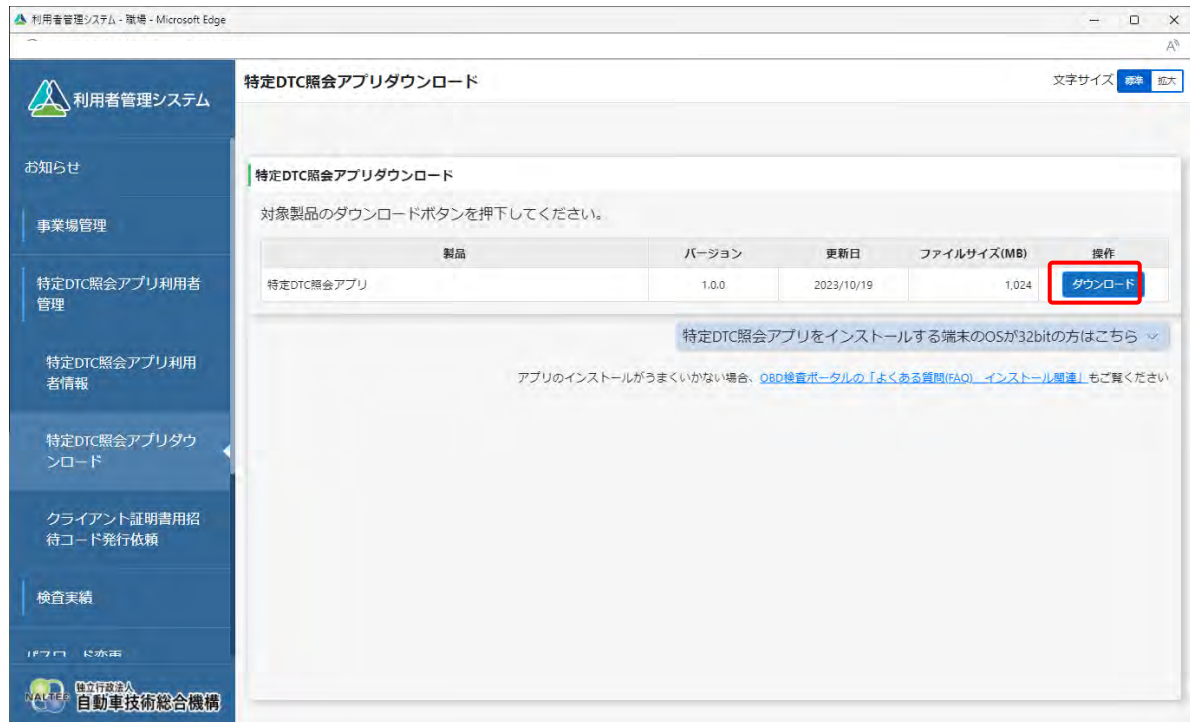 利用者管理システム - 職場 - Microsoft Edge
利用者管理システム
お知らせ
事業場管理
特定DTC照会アプリ利用者
管理
特定DTC照会アプリ利用
者情報
特定DTC照会アプリダウ
ンロード
クライアント証明書用招
待コード発行依頼
検査実績
NALTEC
独立行政法人
自動車技術総合機構
特定DTC照会アプリダウンロード
文字サイズ 標準 拡大
特定DTC照会アプリダウンロード
対象製品のダウンロードボタンを押下してください。
製品 バージョン 更新日 ファイルサイズ(MB) 操作
特定DTC照会アプリ 1.0.0 2023/10/19 1,024 ダウンロード
特定DTC照会アプリをインストールする端末のOSが32bitの方はこちら
アプリのインストールがうまくいかない場合、OBD検査ポータルの「よくある質問(FAQ) インストール関連」もご覧ください